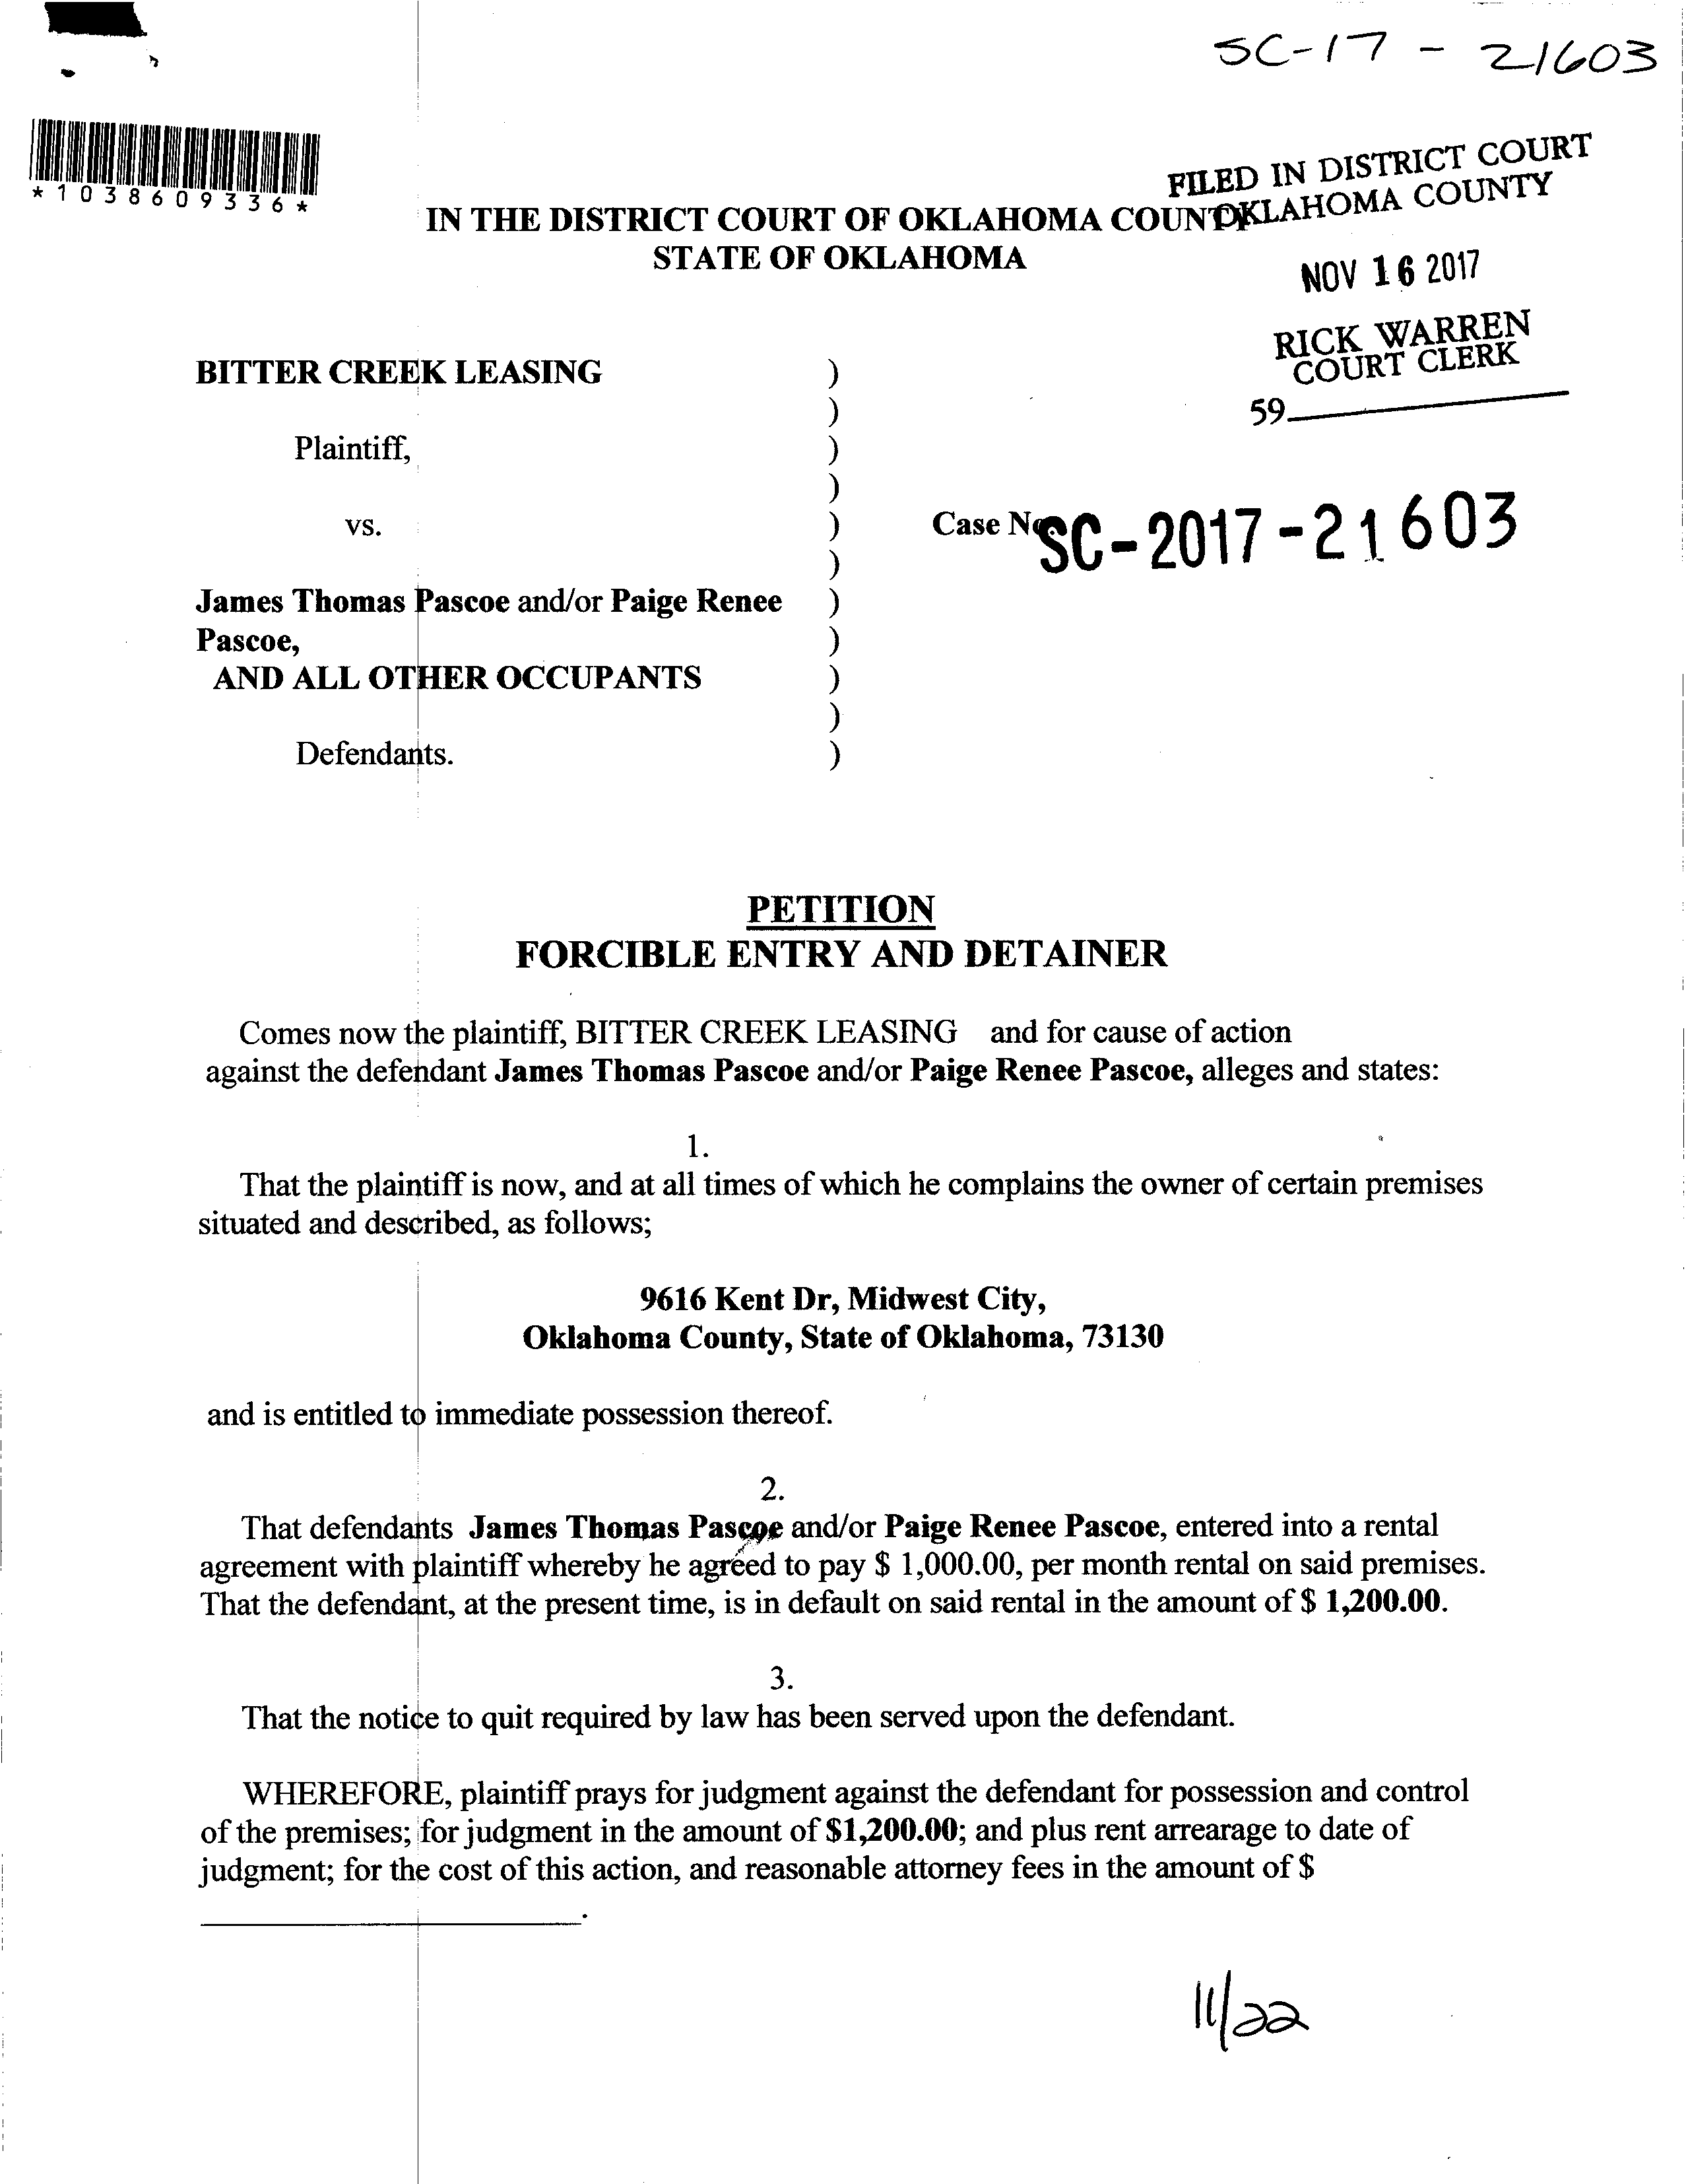 SC-17 - 21603
*1038609336*
FILED IN DISTRICT COURT
OKLAHOMA COUNTY
IN THE DISTRICT COURT OF OKLAHOMA COUNTY
STATE OF OKLAHOMA
NOV 16 2017
RICK WARREN
COURT CLERK
59
BITTER CREEK LEASING )
)
Plaintiff, )
)
vs. )
Case No. SC-2017-21603
)
James Thomas Pascoe and/or Paige Renee )
Pascoe, )
AND ALL OTHER OCCUPANTS )
)
Defendants. )
PETITION
FORCIBLE ENTRY AND DETAINER
Comes now the plaintiff, BITTER CREEK LEASING and for cause of action
against the defendant James Thomas Pascoe and/or Paige Renee Pascoe, alleges and states:
1.
That the plaintiff is now, and at all times of which he complains the owner of certain premises
situated and described, as follows;
9616 Kent Dr, Midwest City,
Oklahoma County, State of Oklahoma, 73130
and is entitled to immediate possession thereof.
2.
That defendants James Thomas Pascoe and/or Paige Renee Pascoe, entered into a rental
agreement with plaintiff whereby he agreed to pay $ 1,000.00, per month rental on said premises.
That the defendant, at the present time, is in default on said rental in the amount of $ 1,200.00.
3.
That the notice to quit required by law has been served upon the defendant.
WHEREFORE, plaintiff prays for judgment against the defendant for possession and control
of the premises; for judgment in the amount of $1,200.00; and plus rent arrearage to date of
judgment; for the cost of this action, and reasonable attorney fees in the amount of $
____________________.
11/22